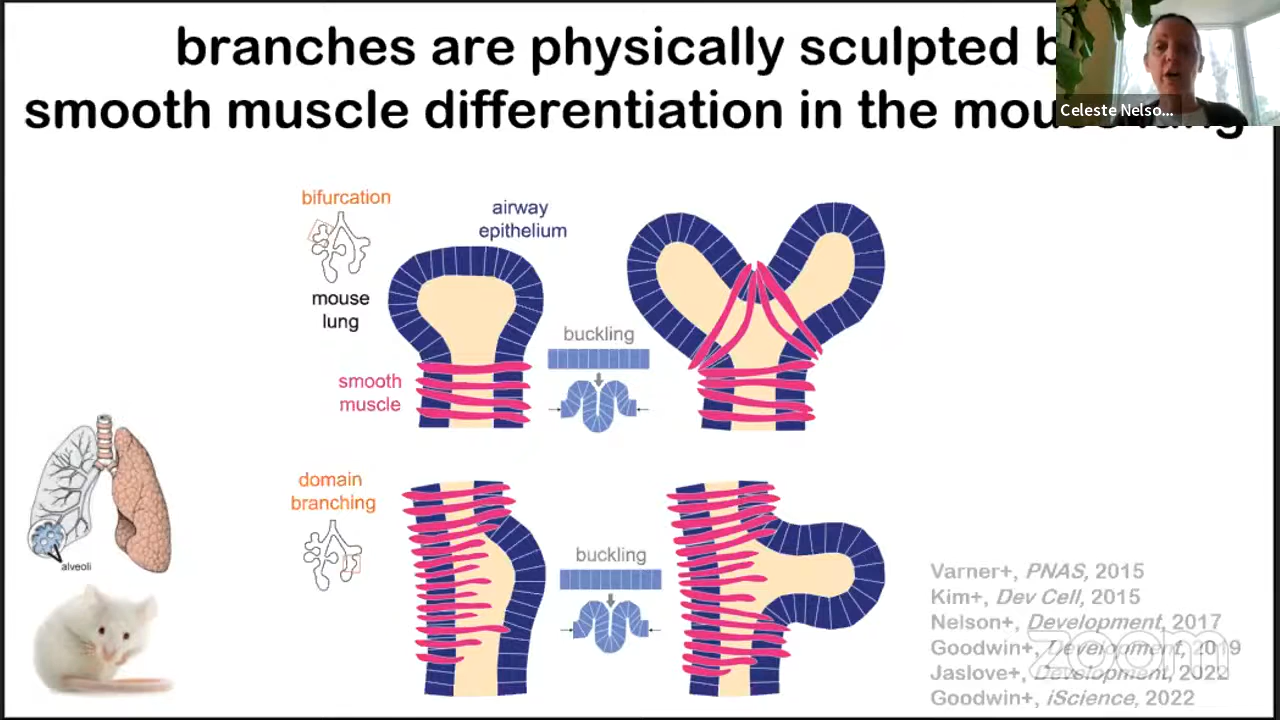 branches are physically sculpted b
smooth muscle differentiation in the mouse lung
Celeste Nelso...
bifurcation
airway
epithelium
mouse
lung
buckling
smooth
muscle
domain
branching
buckling
alveoli
Varner+, PNAS, 2015
Kim+, Dev Cell, 2015
Nelson+, Development, 2017
Goodwin+, Development, 2019
Jaslove+, Development, 2022
Goodwin+, iScience, 2022
zoom